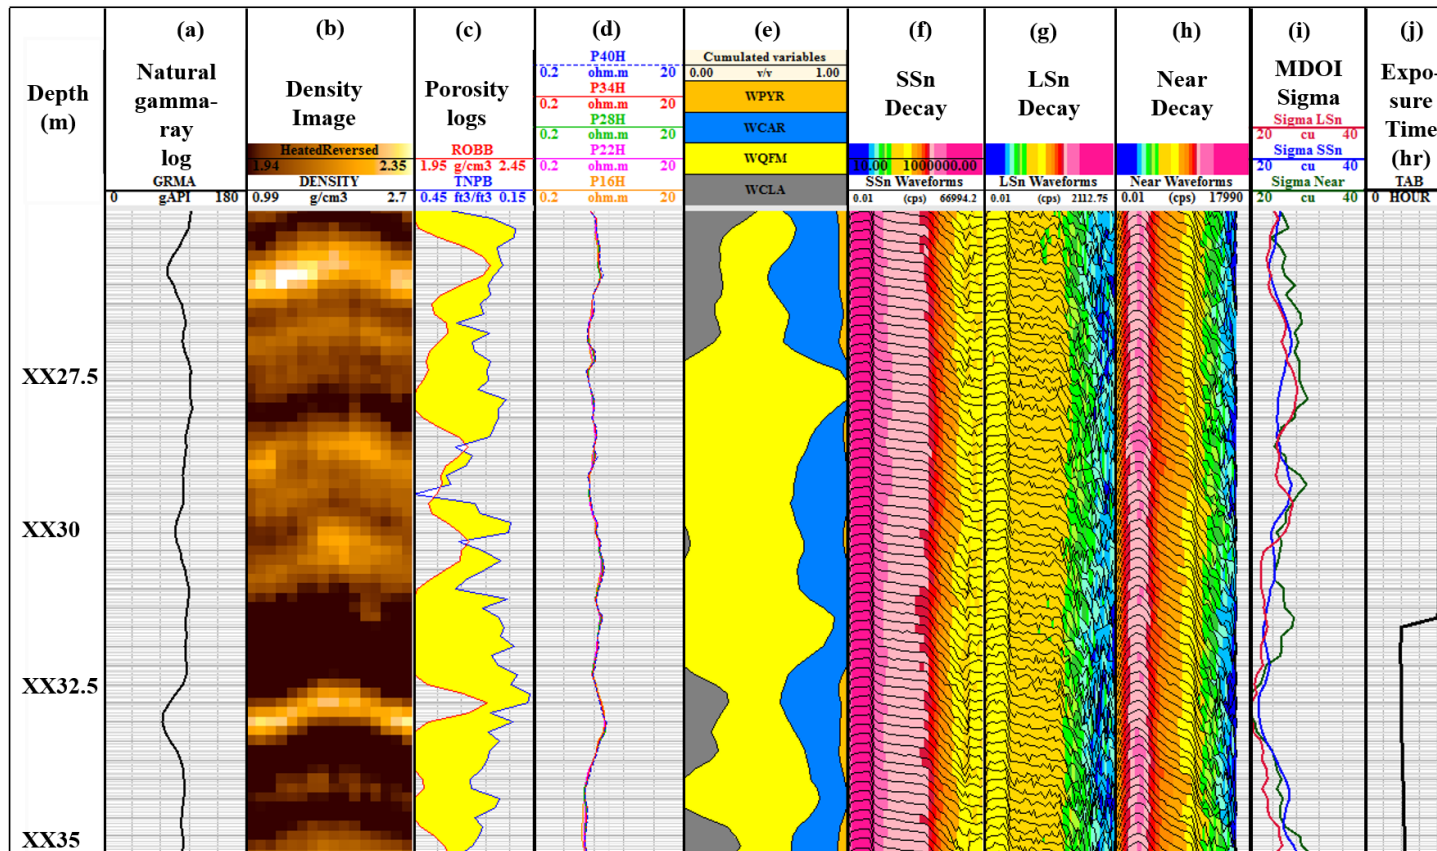 (a) (b) (c) (d) (e) (f) (g) (h) (i) (j)
Depth
(m)
Natural
gamma-
ray
log
GRMA
0 gAPI 180
Density
Image
HeatedReversed
1.94 2.35
DENSITY
0.99 g/cm3 2.7
Porosity
logs
ROBB
1.95 g/cm3 2.45
TNPB
0.45 ft3/ft3 0.15
P40H
0.2 ohm.m 20
P34H
0.2 ohm.m 20
P28H
0.2 ohm.m 20
P22H
0.2 ohm.m 20
P16H
0.2 ohm.m 20
Cumulated variables
0.00 v/v 1.00
WPYR
WCAR
WQFM
WCLA
SSn
Decay
10.00 1000000.00
SSn Waveforms
0.01 (cps) 66994.2
LSn
Decay
LSn Waveforms
0.01 (cps) 2112.75
Near
Decay
Near Waveforms
0.01 (cps) 17990
MDOI
Sigma
Sigma LSn
20 cu 40
Sigma SSn
20 cu 40
Sigma Near
20 cu 40
Expo-
sure
Time
(hr)
TAB
0 HOUR
XX27.5
XX30
XX32.5
XX35